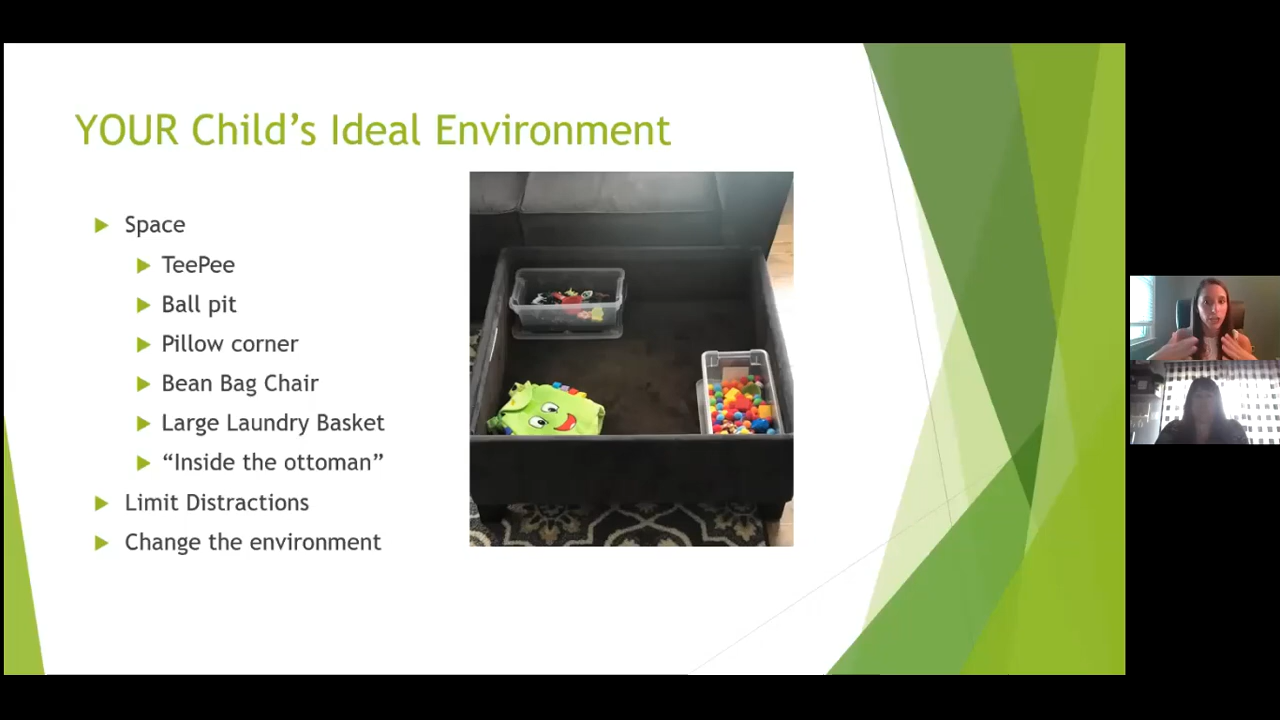 YOUR Child’s Ideal Environment
Space
TeePee
Ball pit
Pillow corner
Bean Bag Chair
Large Laundry Basket
“Inside the ottoman”
Limit Distractions
Change the environment